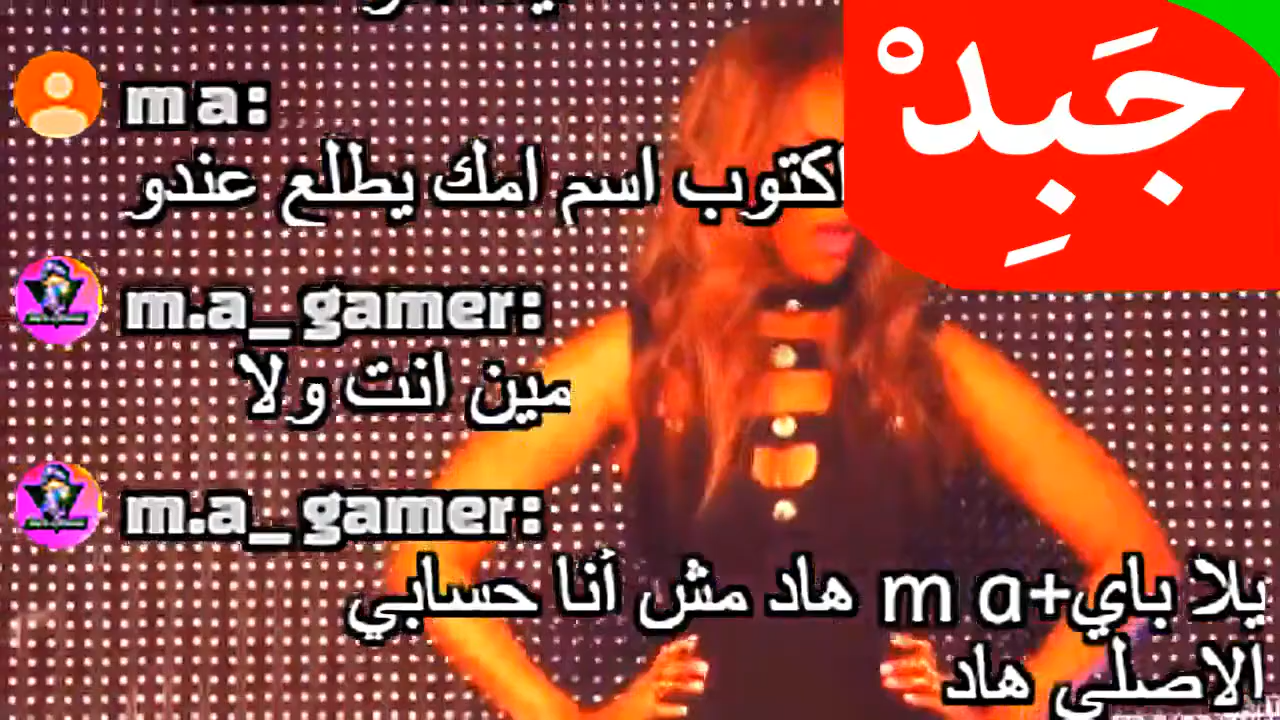 جَبِدْه
m a:
اكتوب اسم امك يطلع عندو
m.a_gamer:
مين انت ولا
m.a_gamer:
يلا باي+m a هاد مش أنا حسابي
الاصلي هاد